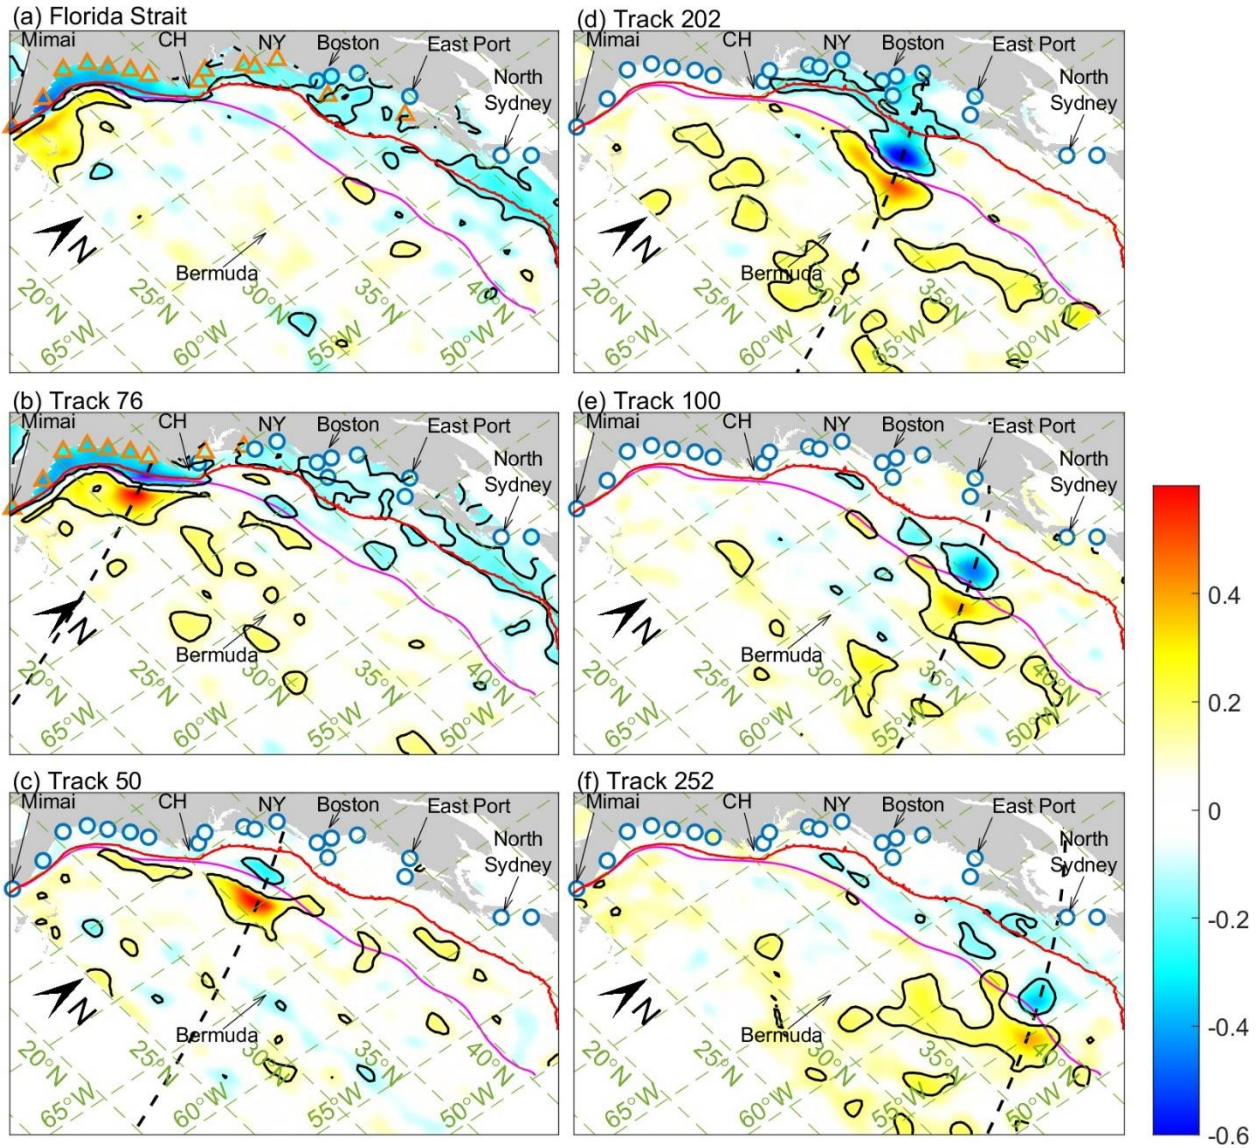 (a) Florida Strait
Mimai
CH
NY
Boston
East Port
North
Sydney
Bermuda
N
20°N
25°N
30°N
35°N
40°N
65°W
60°W
55°W
50°W
(d) Track 202
Mimai
CH
NY
Boston
East Port
North
Sydney
Bermuda
N
20°N
25°N
30°N
35°N
40°N
65°W
60°W
55°W
50°W
(b) Track 76
Mimai
CH
NY
Boston
East Port
North
Sydney
Bermuda
N
20°N
25°N
30°N
35°N
40°N
65°W
60°W
55°W
50°W
(e) Track 100
Mimai
CH
NY
Boston
East Port
North
Sydney
Bermuda
N
20°N
25°N
30°N
35°N
40°N
65°W
60°W
55°W
50°W
(c) Track 50
Mimai
CH
NY
Boston
East Port
North
Sydney
Bermuda
N
20°N
25°N
30°N
35°N
40°N
65°W
60°W
55°W
50°W
(f) Track 252
Mimai
CH
NY
Boston
East Port
North
Sydney
Bermuda
N
20°N
25°N
30°N
35°N
40°N
65°W
60°W
55°W
50°W
0.4
0.2
0
-0.2
-0.4
-0.6